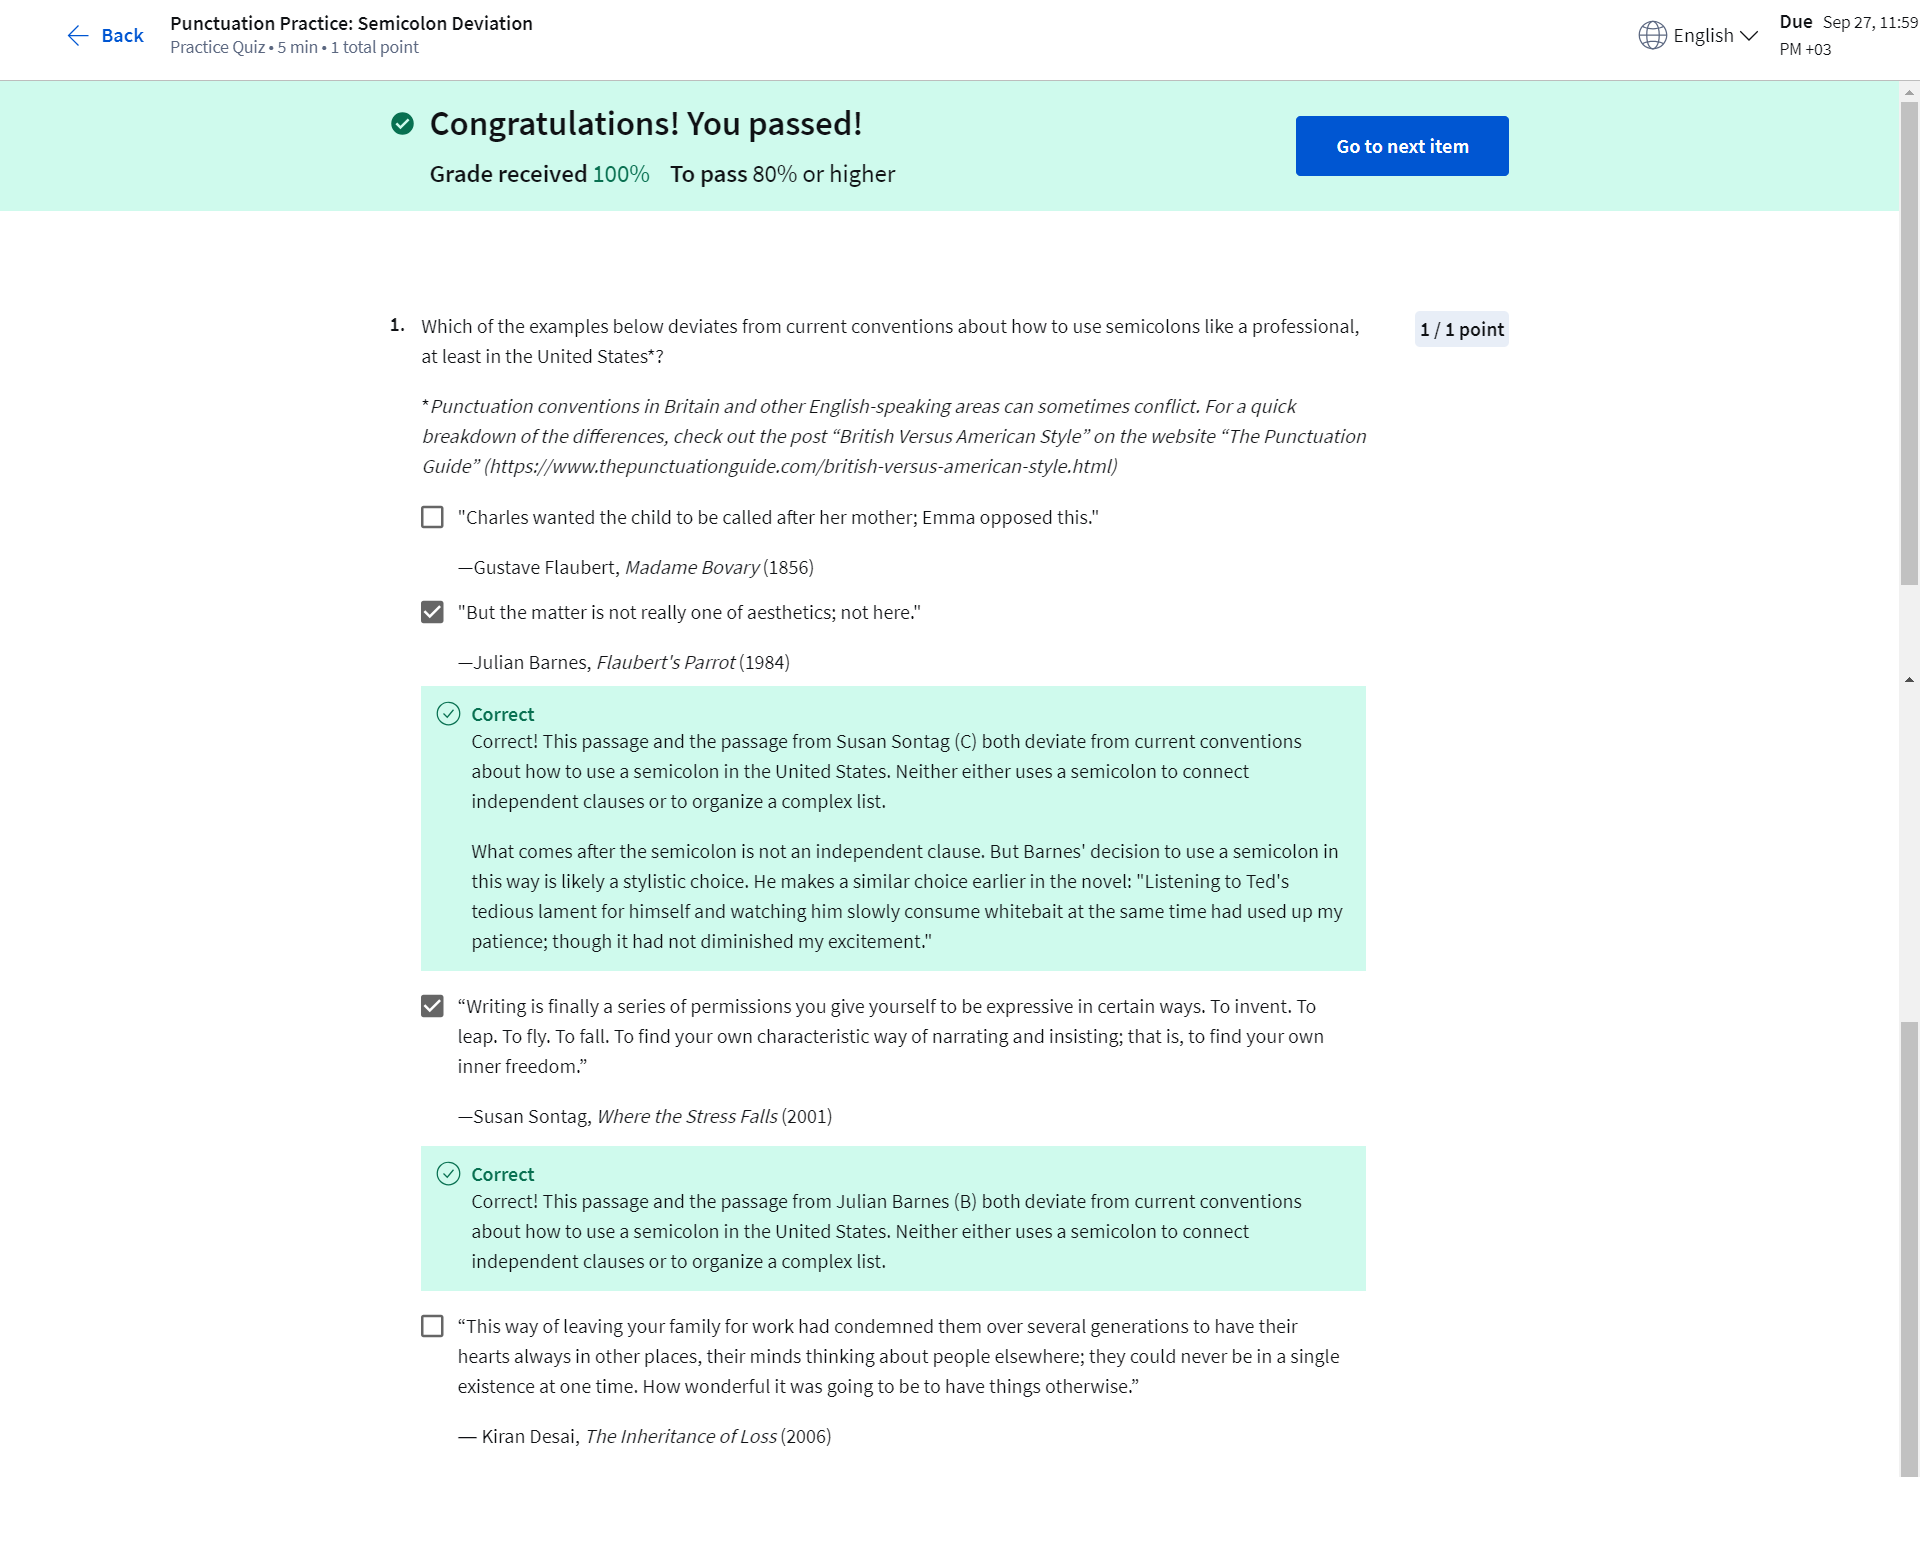 Back
Punctuation Practice: Semicolon Deviation
Practice Quiz • 5 min • 1 total point
English
Due Sep 27, 11:59
PM +03
Congratulations! You passed!
Grade received 100% To pass 80% or higher
Go to next item
1. Which of the examples below deviates from current conventions about how to use semicolons like a professional,
at least in the United States*?
1 / 1 point
*Punctuation conventions in Britain and other English-speaking areas can sometimes conflict. For a quick
breakdown of the differences, check out the post “British Versus American Style” on the website “The Punctuation
Guide” (https://www.thepunctuationguide.com/british-versus-american-style.html)
"Charles wanted the child to be called after her mother; Emma opposed this."
—Gustave Flaubert, Madame Bovary (1856)
"But the matter is not really one of aesthetics; not here."
—Julian Barnes, Flaubert's Parrot (1984)
Correct
Correct! This passage and the passage from Susan Sontag (C) both deviate from current conventions
about how to use a semicolon in the United States. Neither either uses a semicolon to connect
independent clauses or to organize a complex list.
What comes after the semicolon is not an independent clause. But Barnes' decision to use a semicolon in
this way is likely a stylistic choice. He makes a similar choice earlier in the novel: "Listening to Ted's
tedious lament for himself and watching him slowly consume whitebait at the same time had used up my
patience; though it had not diminished my excitement."
“Writing is finally a series of permissions you give yourself to be expressive in certain ways. To invent. To
leap. To fly. To fall. To find your own characteristic way of narrating and insisting; that is, to find your own
inner freedom.”
—Susan Sontag, Where the Stress Falls (2001)
Correct
Correct! This passage and the passage from Julian Barnes (B) both deviate from current conventions
about how to use a semicolon in the United States. Neither either uses a semicolon to connect
independent clauses or to organize a complex list.
“This way of leaving your family for work had condemned them over several generations to have their
hearts always in other places, their minds thinking about people elsewhere; they could never be in a single
existence at one time. How wonderful it was going to be to have things otherwise.”
— Kiran Desai, The Inheritance of Loss (2006)